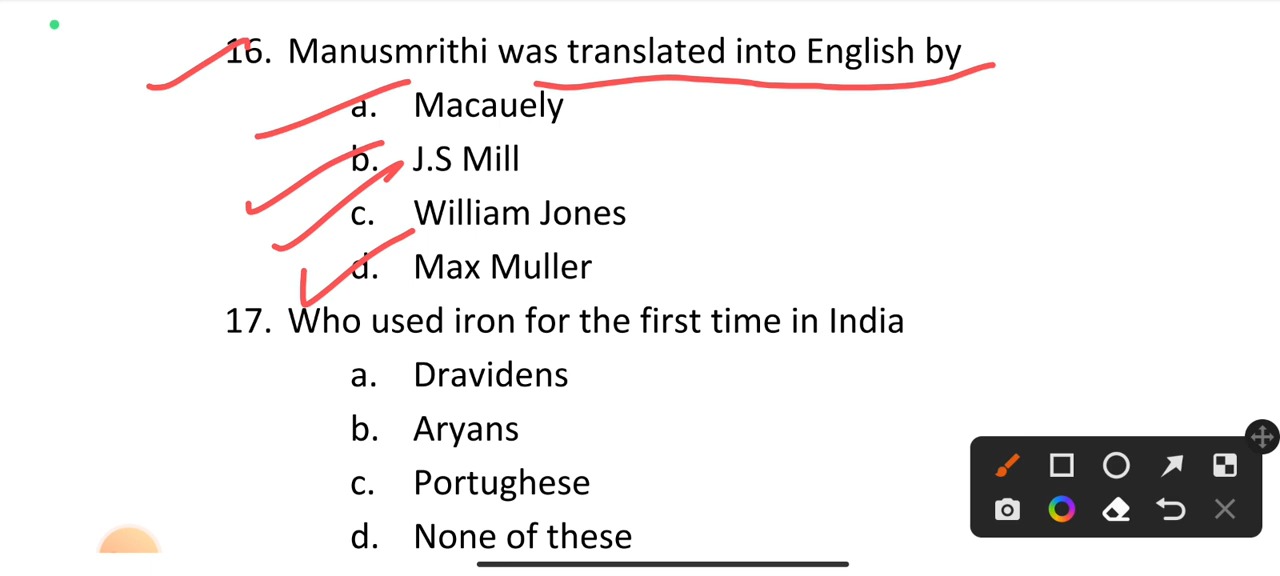 16. Manusmrithi was translated into English by
a. Macauely
b. J.S Mill
c. William Jones
d. Max Muller
17. Who used iron for the first time in India
a. Dravidens
b. Aryans
c. Portughese
d. None of these